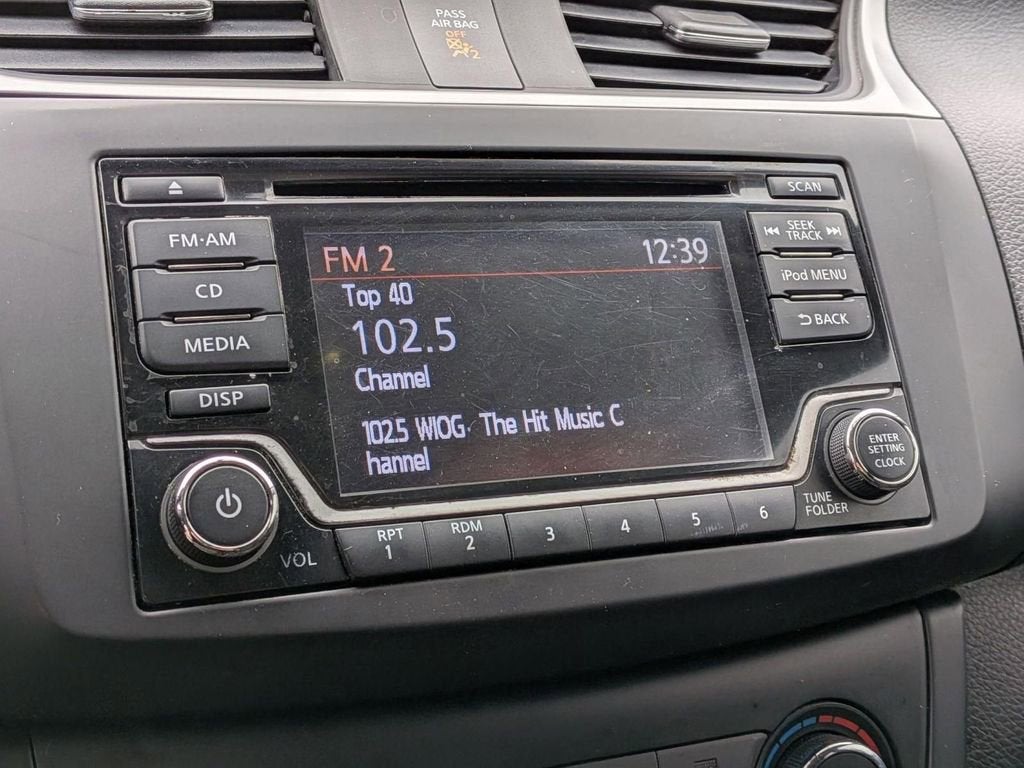 PASS
AIR BAG
OFF
2
SCAN
FM·AM
SEEK
TRACK
FM 2 12:39
CD
Top 40
iPod MENU
102.5
BACK
MEDIA
Channel
DISP
102.5 WIOG The Hit Music C
hannel
ENTER
SETTING
CLOCK
TUNE
FOLDER
VOL
RPT
1
RDM
2
3
4
5
6